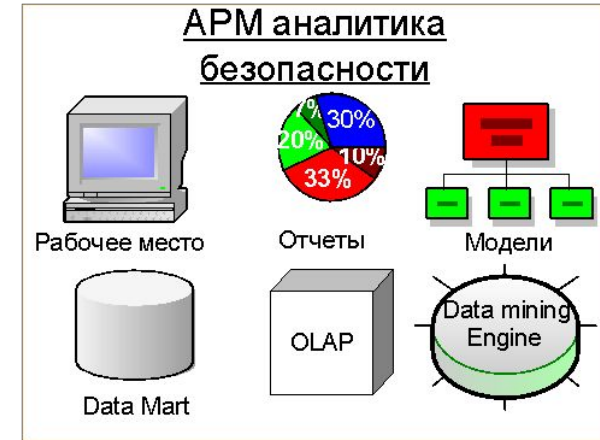 АРМ аналитика
безопасности
7%
30%
20%
10%
33%
Рабочее место
Отчеты
Модели
Data mining
Engine
OLAP
Data Mart